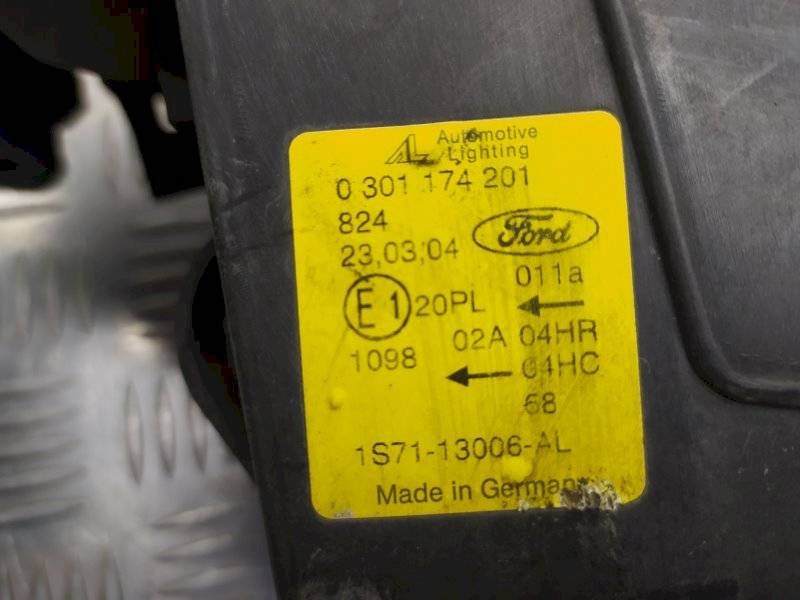 AL Automotive
Lighting
0 301 174 201
824
23,03,04
Ford
011a
E1 20PL
02A 04HR
1098
04HC
68
1S71-13006-AL
Made in Germany